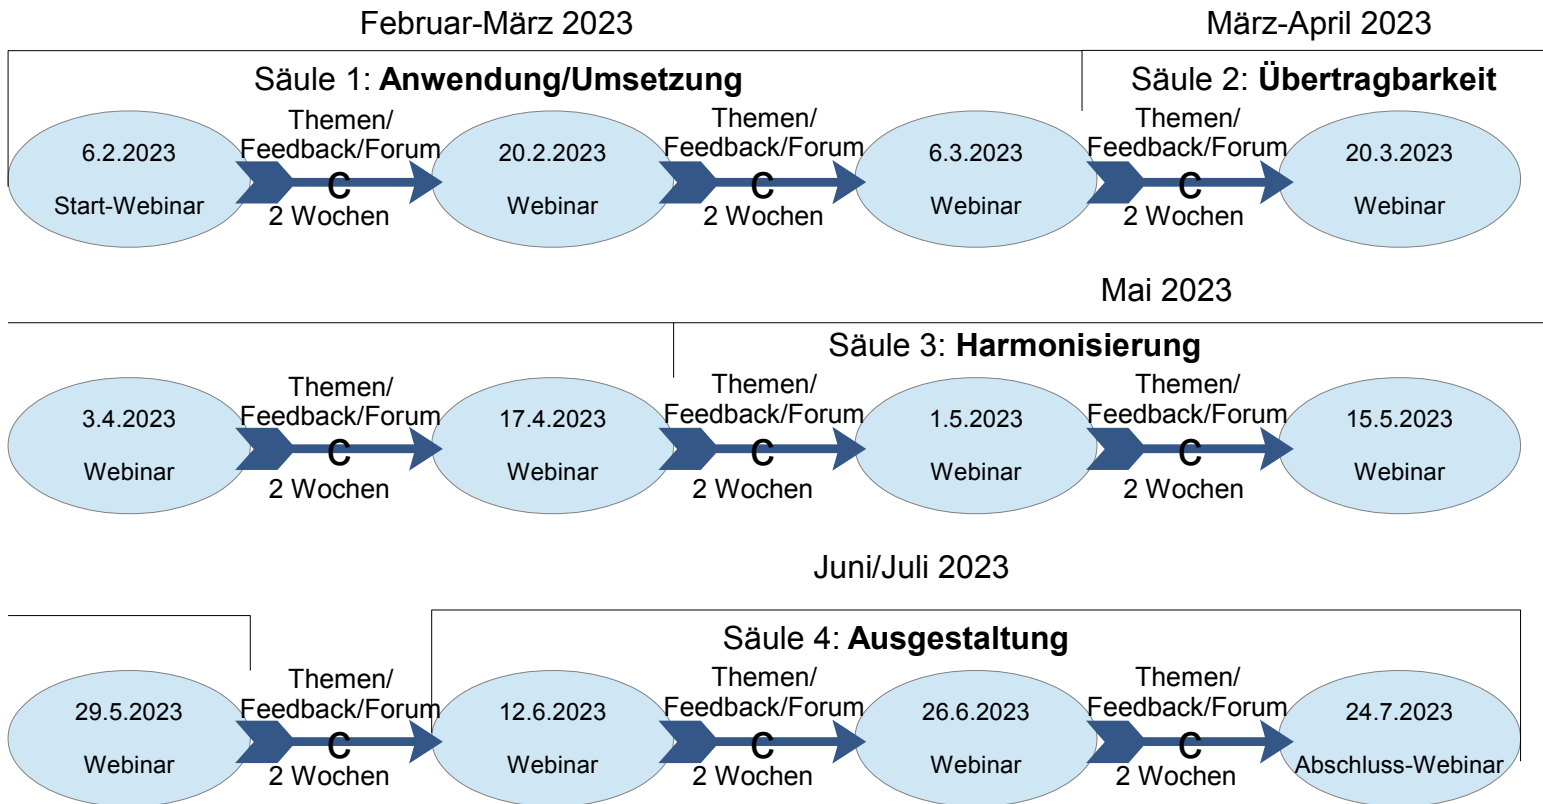 Februar-März 2023
März-April 2023
Säule 1: Anwendung/Umsetzung
Säule 2: Übertragbarkeit
6.2.2023
Start-Webinar
Themen/
Feedback/Forum
C
2 Wochen
20.2.2023
Webinar
Themen/
Feedback/Forum
C
2 Wochen
6.3.2023
Webinar
Themen/
Feedback/Forum
C
2 Wochen
20.3.2023
Webinar
Mai 2023
Säule 3: Harmonisierung
3.4.2023
Webinar
Themen/
Feedback/Forum
C
2 Wochen
17.4.2023
Webinar
Themen/
Feedback/Forum
C
2 Wochen
1.5.2023
Webinar
Themen/
Feedback/Forum
C
2 Wochen
15.5.2023
Webinar
Juni/Juli 2023
Säule 4: Ausgestaltung
29.5.2023
Webinar
Themen/
Feedback/Forum
C
2 Wochen
12.6.2023
Webinar
Themen/
Feedback/Forum
C
2 Wochen
26.6.2023
Webinar
Themen/
Feedback/Forum
C
2 Wochen
24.7.2023
Abschluss-Webinar